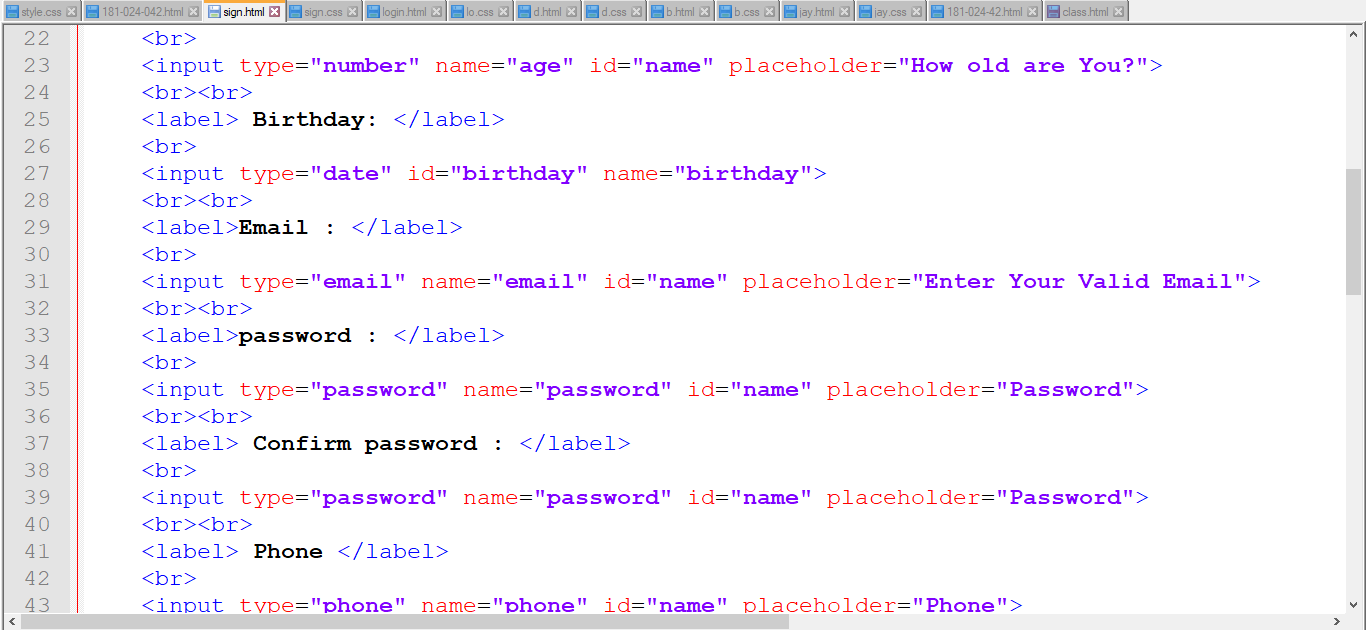 style.css 181-024-042.html sign.html sign.css login.html lo.css d.html d.css b.html b.css jay.html jay.css 181-024-42.html class.html
22 <br>
23 <input type="number" name="age" id="name" placeholder="How old are You?">
24 <br><br>
25 <label> Birthday: </label>
26 <br>
27 <input type="date" id="birthday" name="birthday">
28 <br><br>
29 <label>Email : </label>
30 <br>
31 <input type="email" name="email" id="name" placeholder="Enter Your Valid Email">
32 <br><br>
33 <label>password : </label>
34 <br>
35 <input type="password" name="password" id="name" placeholder="Password">
36 <br><br>
37 <label> Confirm password : </label>
38 <br>
39 <input type="password" name="password" id="name" placeholder="Password">
40 <br><br>
41 <label> Phone </label>
42 <br>
43 <input type="phone" name="phone" id="name" placeholder="Phone">